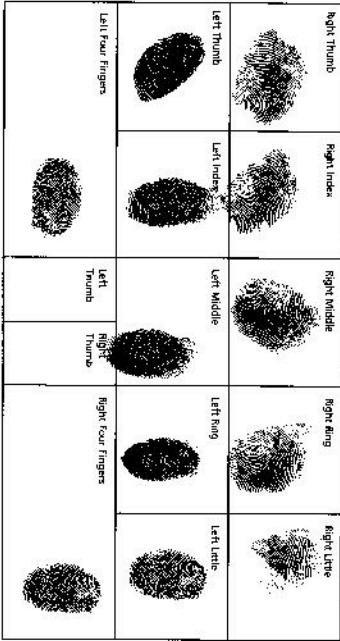 Right Thumb
Right Index
Right Middle
Right Ring
Right Little
Left Thumb
Left Index
Left Middle
Left Ring
Left Little
Left Four Fingers
Left
Thumb
Right
Thumb
Right Four Fingers